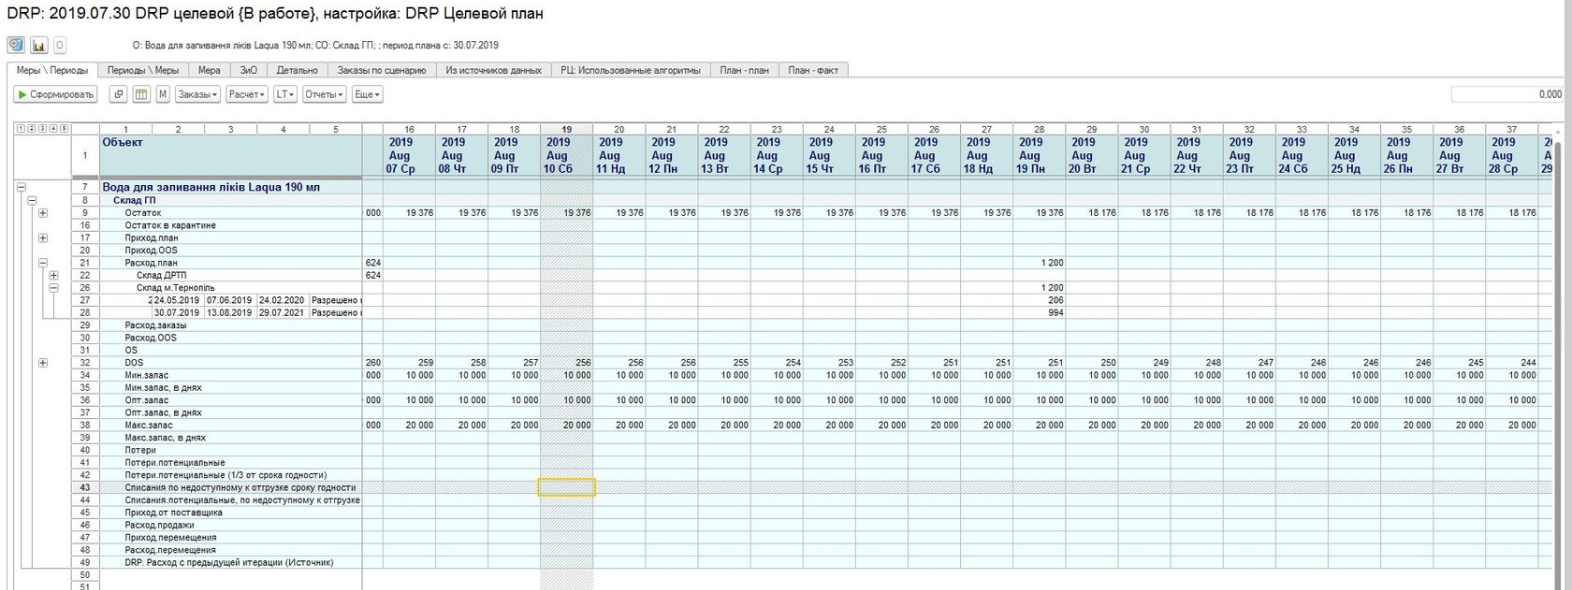 DRP: 2019.07.30 DRP целевой {В работе}, настройка: DRP Целевой план
О: Вода для запивання ліків Laqua 190 мл; СО: Склад ГП; ; период плана с: 30.07.2019
Меры \ Периоды Периоды \ Меры Мера ЗиО Детально Заказы по сценарию Из источников данных РЦ: Использованные алгоритмы План - план План - факт
Сформировать М Заказы Расчет LT Отчеты Еще 0,000
1 2 3 4 5 1 2 3 4 5 16 17 18 19 20 21 22 23 24 25 26 27 28 29 30 31 32 33 34 35 36 37
Объект 2019 2019 2019 2019 2019 2019 2019 2019 2019 2019 2019 2019 2019 2019 2019 2019 2019 2019 2019 2019 2019 2019 20
1 Aug Aug Aug Aug Aug Aug Aug Aug Aug Aug Aug Aug Aug Aug Aug Aug Aug Aug Aug Aug Aug Aug A
07 Ср 08 Чт 09 Пт 10 Сб 11 Нд 12 Пн 13 Вт 14 Ср 15 Чт 16 Пт 17 Сб 18 Нд 19 Пн 20 Вт 21 Ср 22 Чт 23 Пт 24 Сб 25 Нд 26 Пн 27 Вт 28 Ср 29
7 Вода для запивання ліків Laqua 190 мл
8 Склад ГП
9 Остаток 000 19 376 19 376 19 376 19 376 19 376 19 376 19 376 19 376 19 376 19 376 19 376 19 376 19 376 18 176 18 176 18 176 18 176 18 176 18 176 18 176 18 176 18 176
16 Остаток в карантине
17 Приход.план
20 Приход.OOS
21 Расход.план 624 1 200
22 Склад ДРТП 624
26 Склад м.Тернопіль 1 200
27 2 24.05.2019 07.06.2019 24.02.2020 Разрешено 206
28 30.07.2019 13.08.2019 29.07.2021 Разрешено 994
29 Расход.заказы
30 Расход.OOS
31 OS
32 DOS 260 259 258 257 256 256 256 255 254 253 252 251 251 251 250 249 248 247 246 246 246 245 244
34 Мин.запас 000 10 000 10 000 10 000 10 000 10 000 10 000 10 000 10 000 10 000 10 000 10 000 10 000 10 000 10 000 10 000 10 000 10 000 10 000 10 000 10 000 10 000 10 000
35 Мин.запас, в днях
36 Опт.запас 000 10 000 10 000 10 000 10 000 10 000 10 000 10 000 10 000 10 000 10 000 10 000 10 000 10 000 10 000 10 000 10 000 10 000 10 000 10 000 10 000 10 000 10 000
37 Опт.запас, в днях
38 Макс.запас 000 20 000 20 000 20 000 20 000 20 000 20 000 20 000 20 000 20 000 20 000 20 000 20 000 20 000 20 000 20 000 20 000 20 000 20 000 20 000 20 000 20 000 20 000
39 Макс.запас, в днях
40 Потери
41 Потери.потенциальные
42 Потери.потенциальные (1/3 от срока годности)
43 Списания по недоступному к отгрузке сроку годности
44 Списания.потенциальные, по недоступному к отгрузке
45 Приход.от поставщика
46 Расход.продажи
47 Приход.перемещения
48 Расход.перемещения
49 DRP. Расход с предыдущей итерации (Источник)
50
51